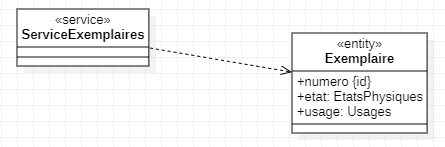 «service»
ServiceExemplaires
«entity»
Exemplaire
+numero {id}
+etat: EtatsPhysiques
+usage: Usages